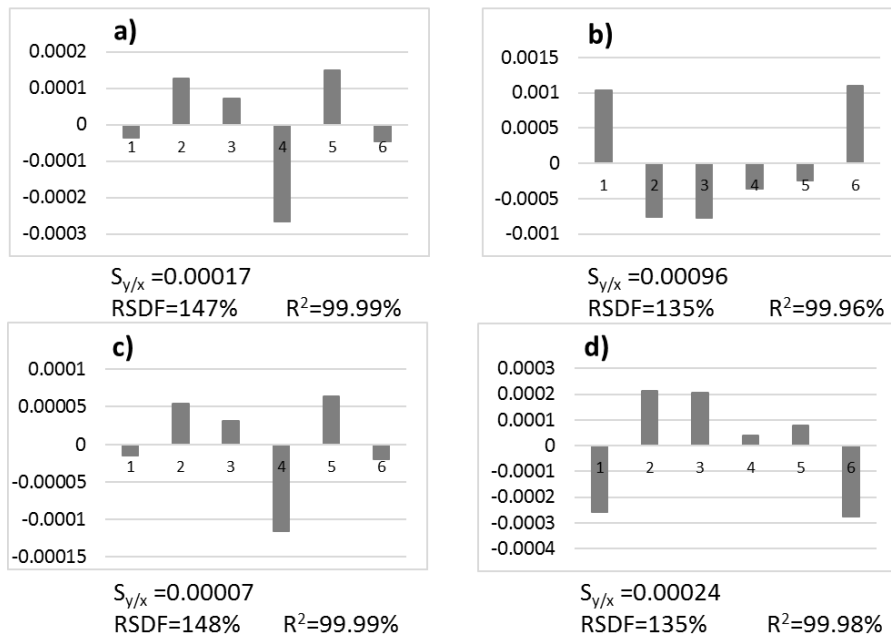 a)
0.0002
0.0001
0
-0.0001
-0.0002
-0.0003
1 2 3 4 5 6
S_y/x =0.00017
RSDF=147% R²=99.99%
b)
0.0015
0.001
0.0005
0
-0.0005
-0.001
1 2 3 4 5 6
S_y/x =0.00096
RSDF=135% R²=99.96%
c)
0.0001
0.00005
0
-0.00005
-0.0001
-0.00015
1 2 3 4 5 6
S_y/x =0.00007
RSDF=148% R²=99.99%
d)
0.0003
0.0002
0.0001
0
-0.0001
-0.0002
-0.0003
-0.0004
1 2 3 4 5 6
S_y/x =0.00024
RSDF=135% R²=99.98%